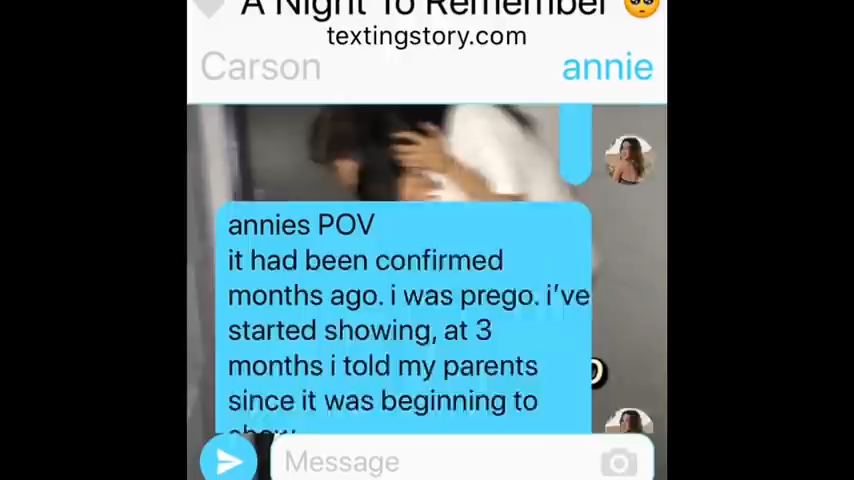 A Night To Remember 🥺
textingstory.com
Carson
annie
annies POV
it had been confirmed
months ago. i was prego. i've
started showing, at 3
months i told my parents
since it was beginning to
show
Message